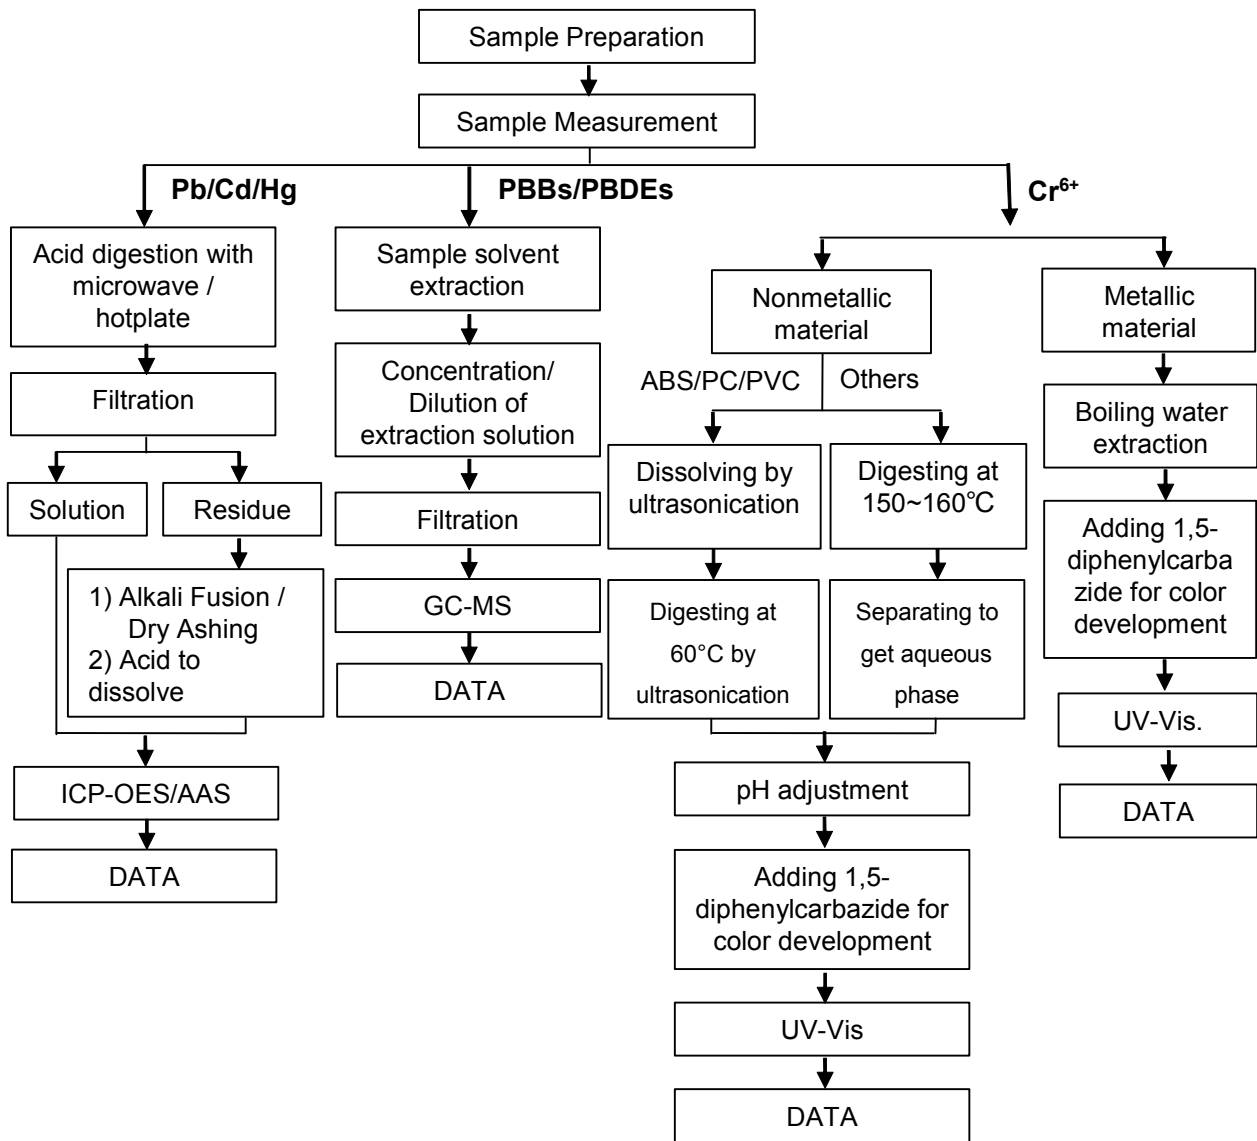 Sample Preparation
Sample Measurement
Pb/Cd/Hg
PBBs/PBDEs
Cr⁶⁺
Acid digestion with
microwave /
hotplate
Filtration
Solution
Residue
1) Alkali Fusion /
Dry Ashing
2) Acid to
dissolve
ICP-OES/AAS
DATA
Sample solvent
extraction
Concentration/
Dilution of
extraction solution
Filtration
GC-MS
DATA
Nonmetallic
material
ABS/PC/PVC
Others
Dissolving by
ultrasonication
Digesting at
60°C by
ultrasonication
Digesting at
150~160℃
Separating to
get aqueous
phase
pH adjustment
Adding 1,5-
diphenylcarbazide for
color development
UV-Vis
DATA
Metallic
material
Boiling water
extraction
Adding 1,5-
diphenylcarba
zide for color
development
UV-Vis.
DATA